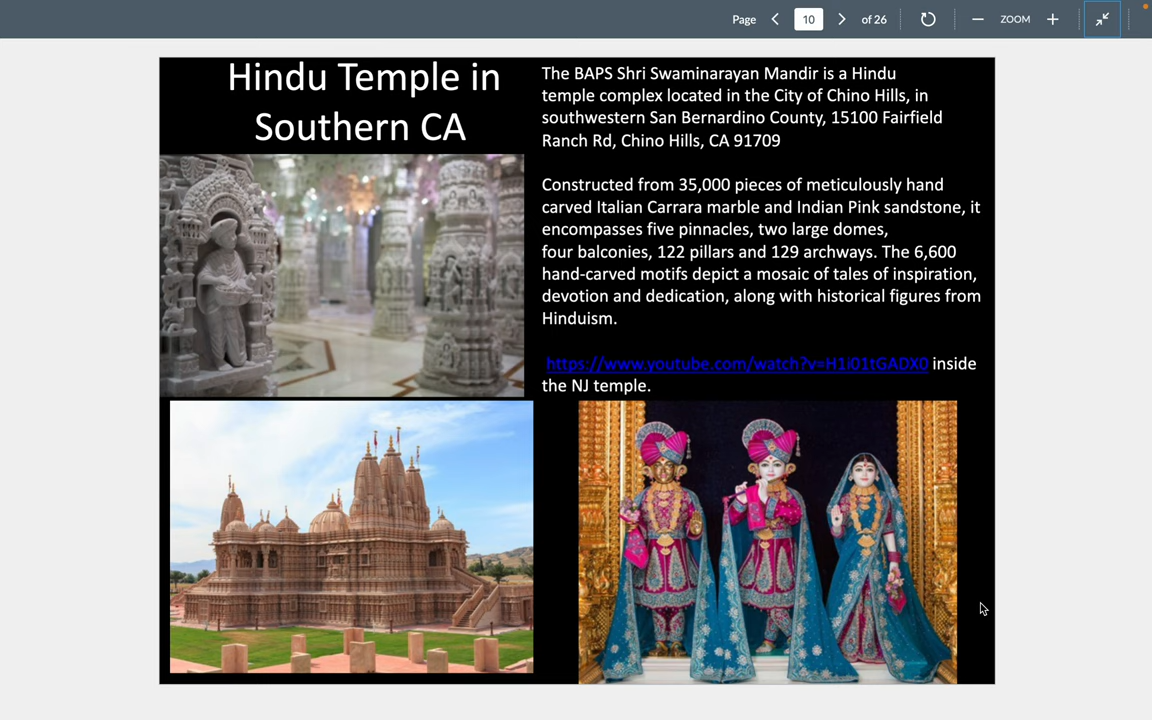 Page
10
of 26
ZOOM
Hindu Temple in
Southern CA
The BAPS Shri Swaminarayan Mandir is a Hindu
temple complex located in the City of Chino Hills, in
southwestern San Bernardino County, 15100 Fairfield
Ranch Rd, Chino Hills, CA 91709
Constructed from 35,000 pieces of meticulously hand
carved Italian Carrara marble and Indian Pink sandstone, it
encompasses five pinnacles, two large domes,
four balconies, 122 pillars and 129 archways. The 6,600
hand-carved motifs depict a mosaic of tales of inspiration,
devotion and dedication, along with historical figures from
Hinduism.
https://www.youtube.com/watch?v=H1i01tGADX0 inside
the NJ temple.